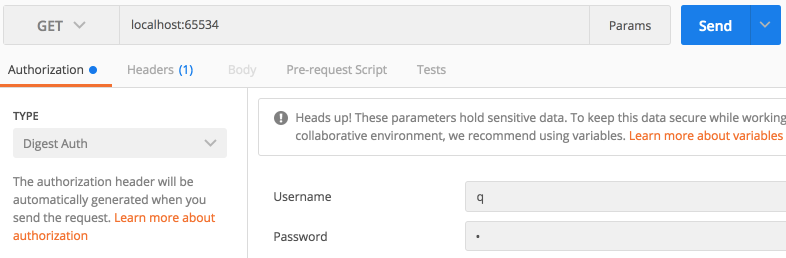 GET localhost:65534 Params Send
Authorization Headers (1) Body Pre-request Script Tests
TYPE
Digest Auth
The authorization header will be
automatically generated when you
send the request. Learn more about
authorization
Heads up! These parameters hold sensitive data. To keep this data secure while working
collaborative environment, we recommend using variables. Learn more about variables
Username q
Password •